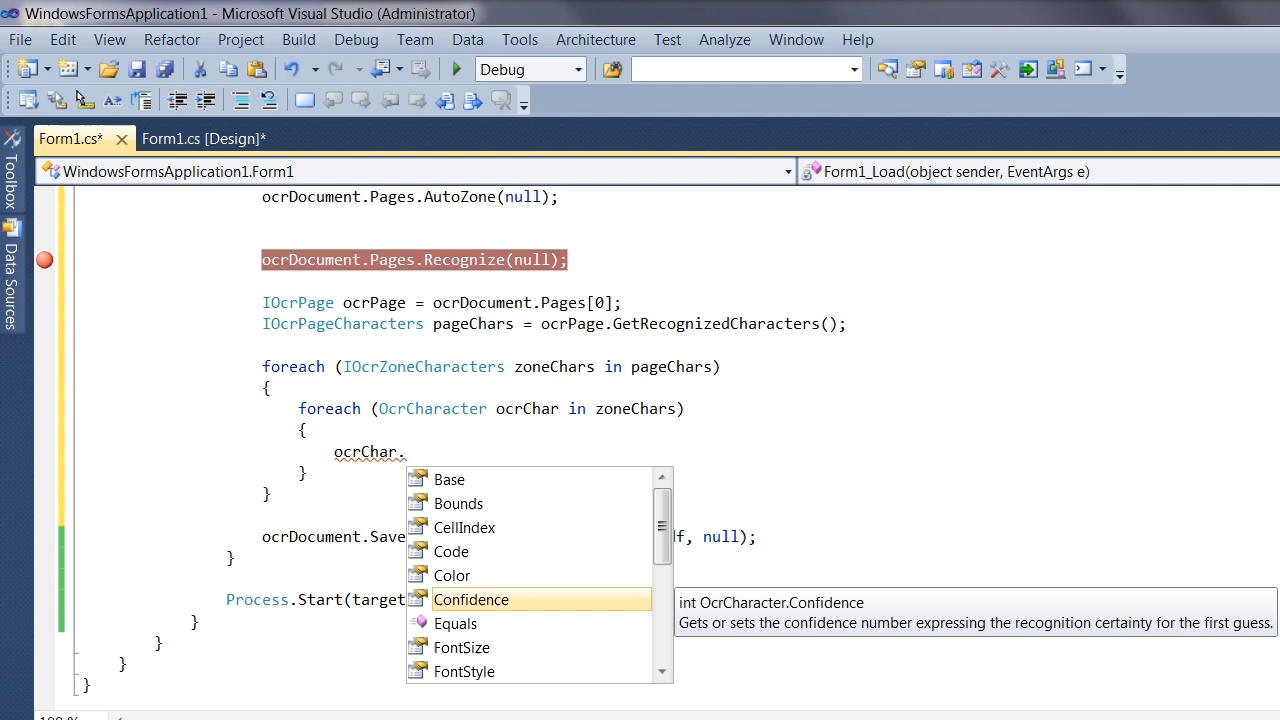 WindowsFormsApplication1 - Microsoft Visual Studio (Administrator)
File Edit View Refactor Project Build Debug Team Data Tools Architecture Test Analyze Window Help
Debug
Form1.cs* Form1.cs [Design]*
WindowsFormsApplication1.Form1 Form1_Load(object sender, EventArgs e)
Toolbox
Data Sources
ocrDocument.Pages.AutoZone(null);
ocrDocument.Pages.Recognize(null);
IOcrPage ocrPage = ocrDocument.Pages[0];
IOcrPageCharacters pageChars = ocrPage.GetRecognizedCharacters();
foreach (IOcrZoneCharacters zoneChars in pageChars)
{
foreach (OcrCharacter ocrChar in zoneChars)
{
ocrChar.
}
}
Base
Bounds
CellIndex
Code
Color
Confidence
Equals
FontSize
FontStyle
int OcrCharacter.Confidence
Gets or sets the confidence number expressing the recognition certainty for the first guess.
ocrDocument.Save f, null);
}
Process.Start(target
}
}
}
}